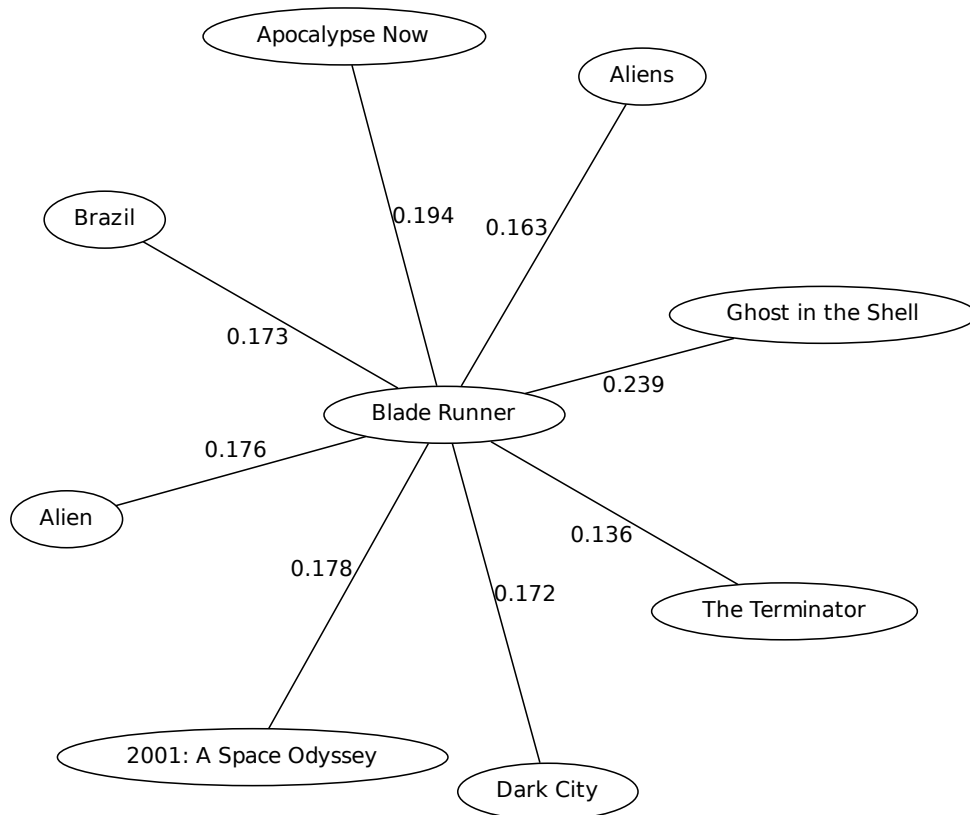 Apocalypse Now
Aliens
0.194
Brazil
0.163
Ghost in the Shell
0.173
0.239
Blade Runner
0.176
Alien
0.136
0.178
0.172
The Terminator
2001: A Space Odyssey
Dark City